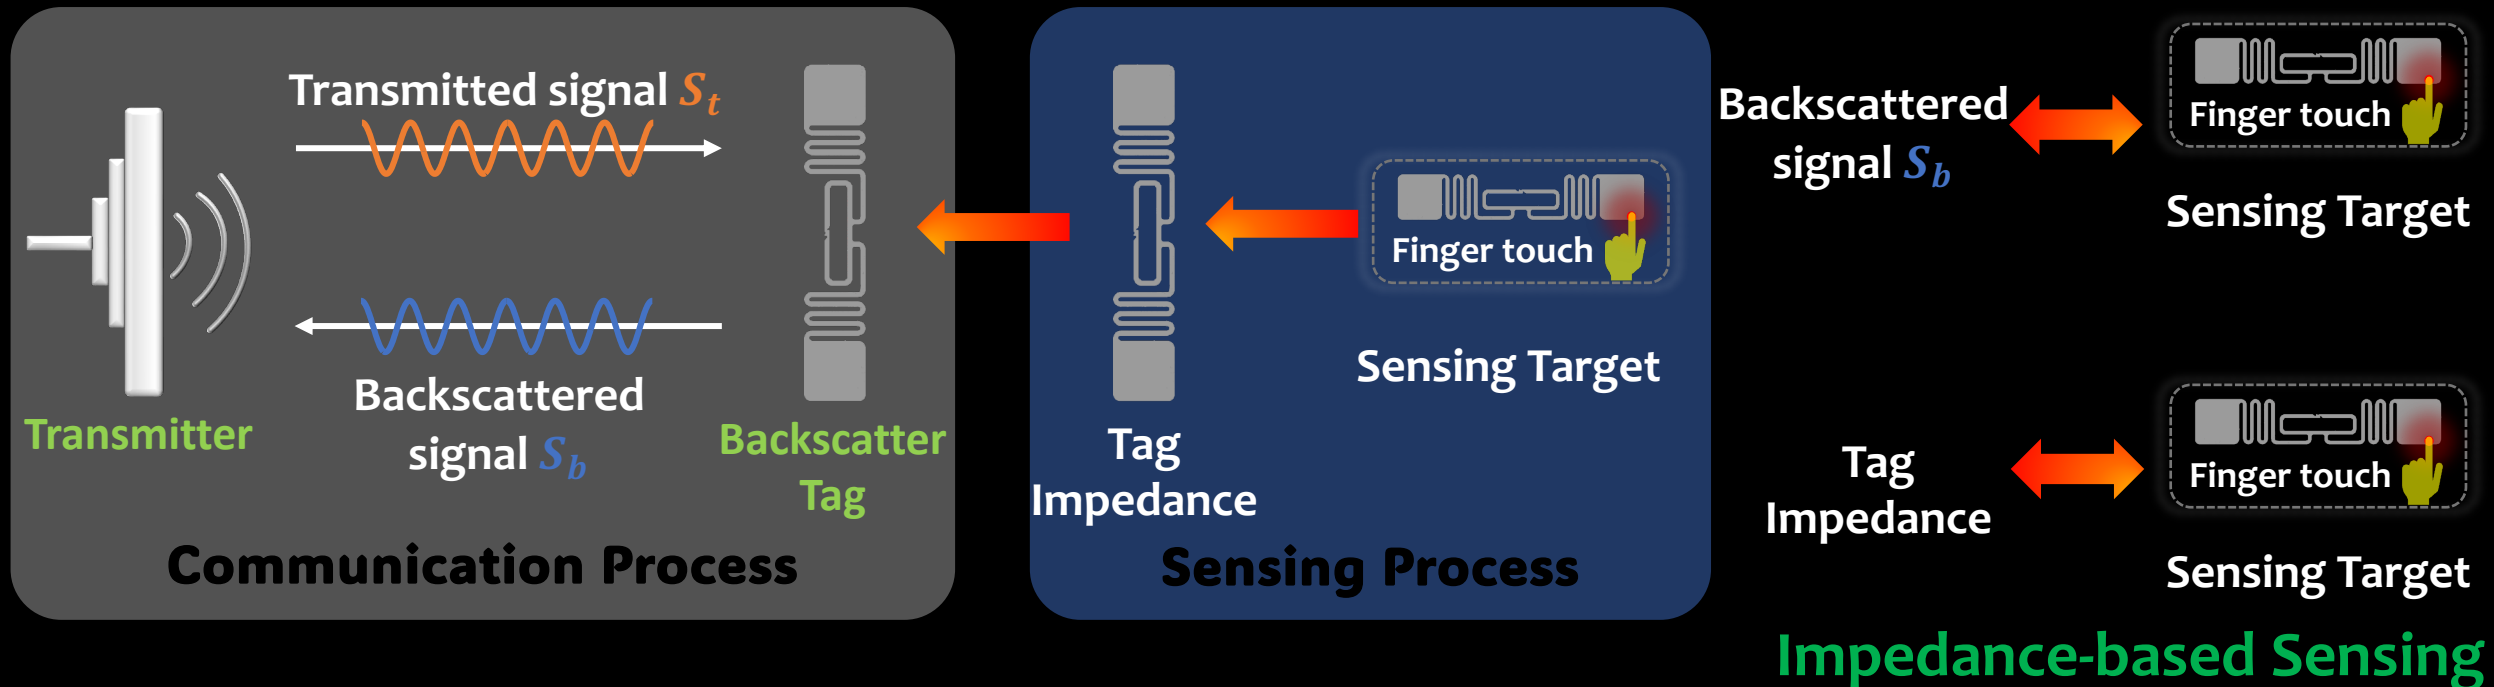 Transmitted signal S_t
Backscattered
signal S_b
Transmitter
Backscatter
Tag
Communication Process
Finger touch
Sensing Target
Tag
Impedance
Sensing Process
Backscattered
signal S_b
Finger touch
Sensing Target
Tag
Impedance
Finger touch
Sensing Target
Impedance-based Sensing